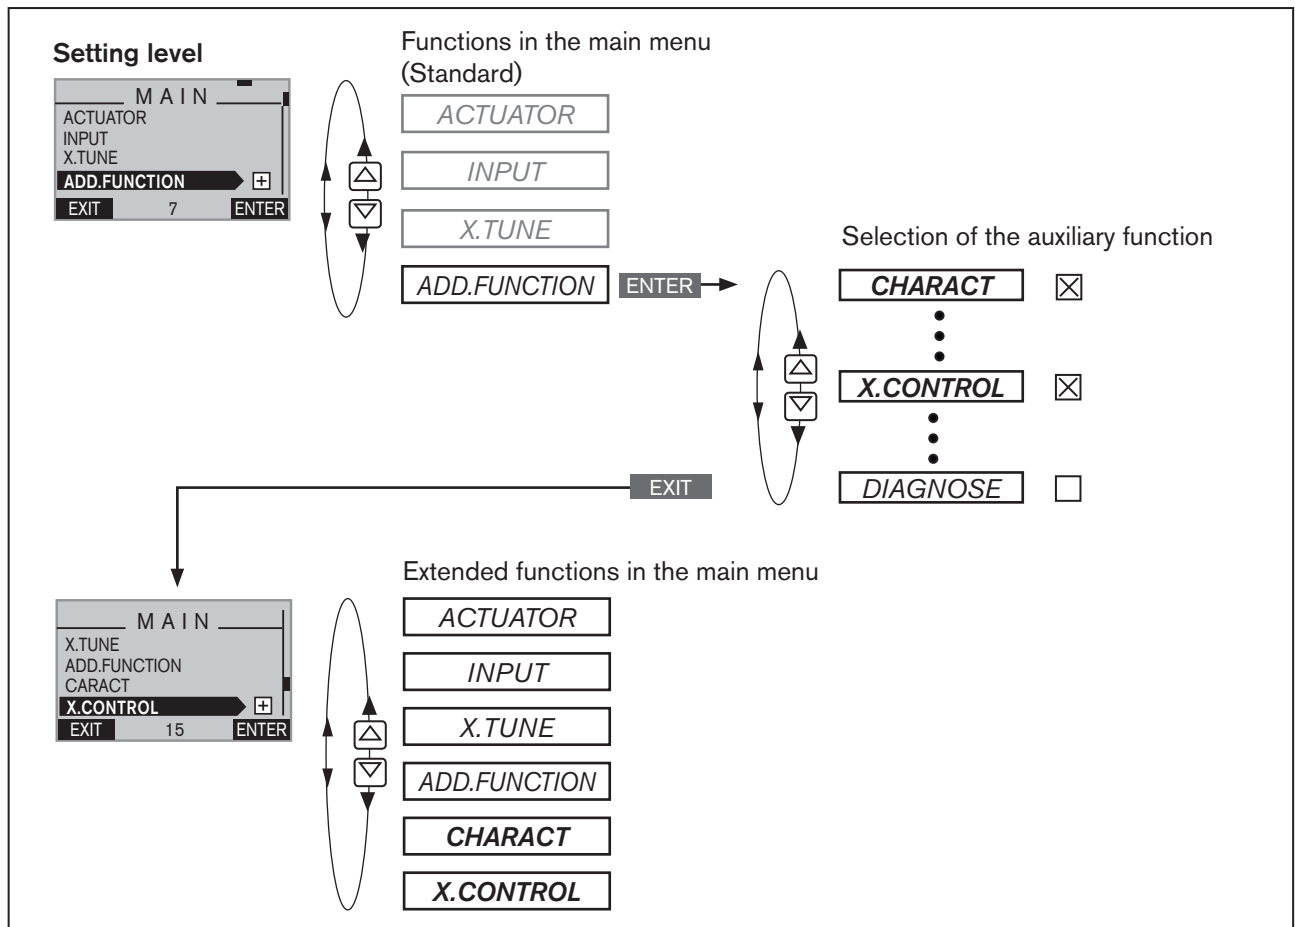 Setting level
MAIN
ACTUATOR
INPUT
X.TUNE
ADD.FUNCTION
EXIT 7 ENTER
Functions in the main menu
(Standard)
ACTUATOR
INPUT
X.TUNE
ADD.FUNCTION ENTER
Selection of the auxiliary function
CHARACT
X.CONTROL
DIAGNOSE
EXIT
MAIN
X.TUNE
ADD.FUNCTION
CARACT
X.CONTROL
EXIT 15 ENTER
Extended functions in the main menu
ACTUATOR
INPUT
X.TUNE
ADD.FUNCTION
CHARACT
X.CONTROL